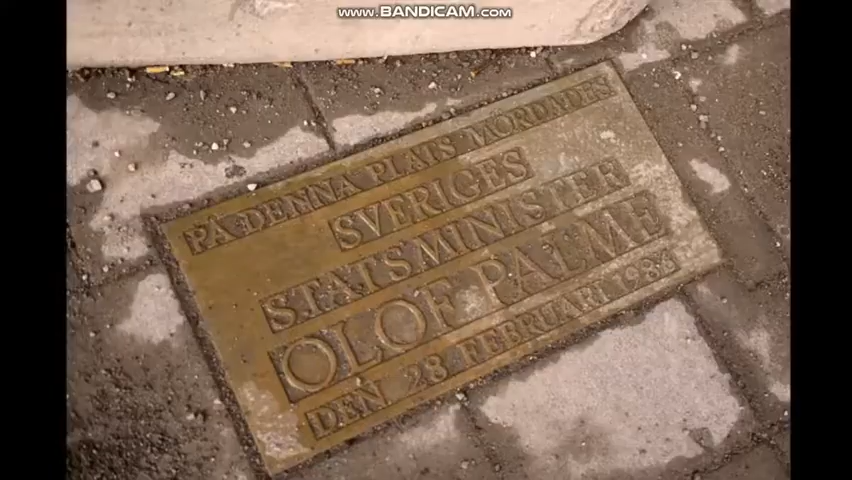 www.BANDICAM.com
PÅ DENNA PLATS MÖRDADES
SVERIGES
STATSMINISTER
OLOF PALME
DEN 28 FEBRUARI 1986